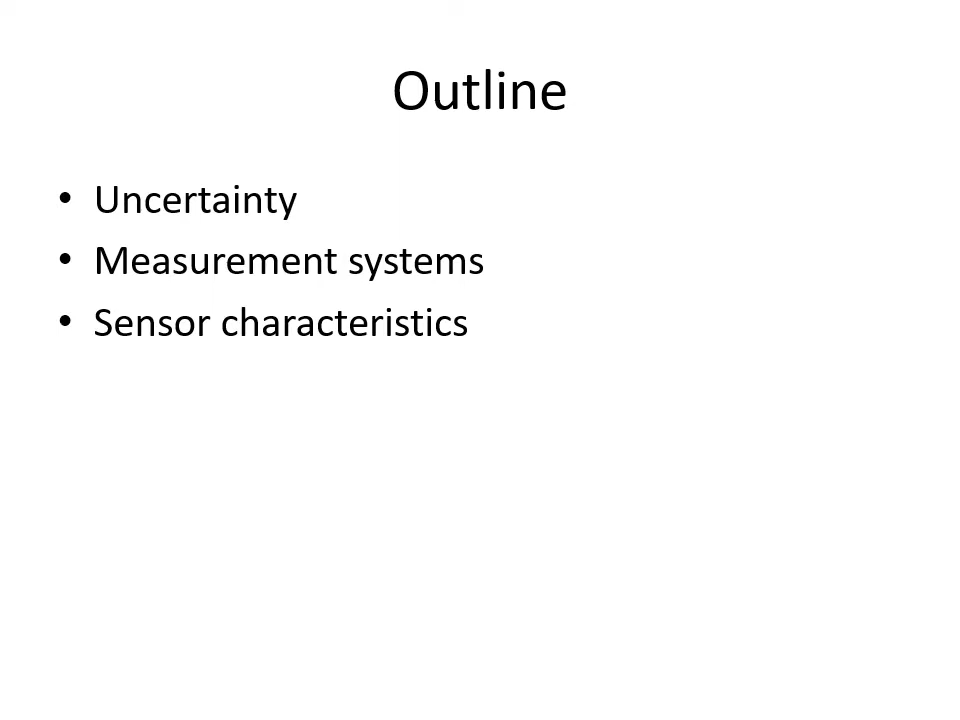 Outline
• Uncertainty
• Measurement systems
• Sensor characteristics